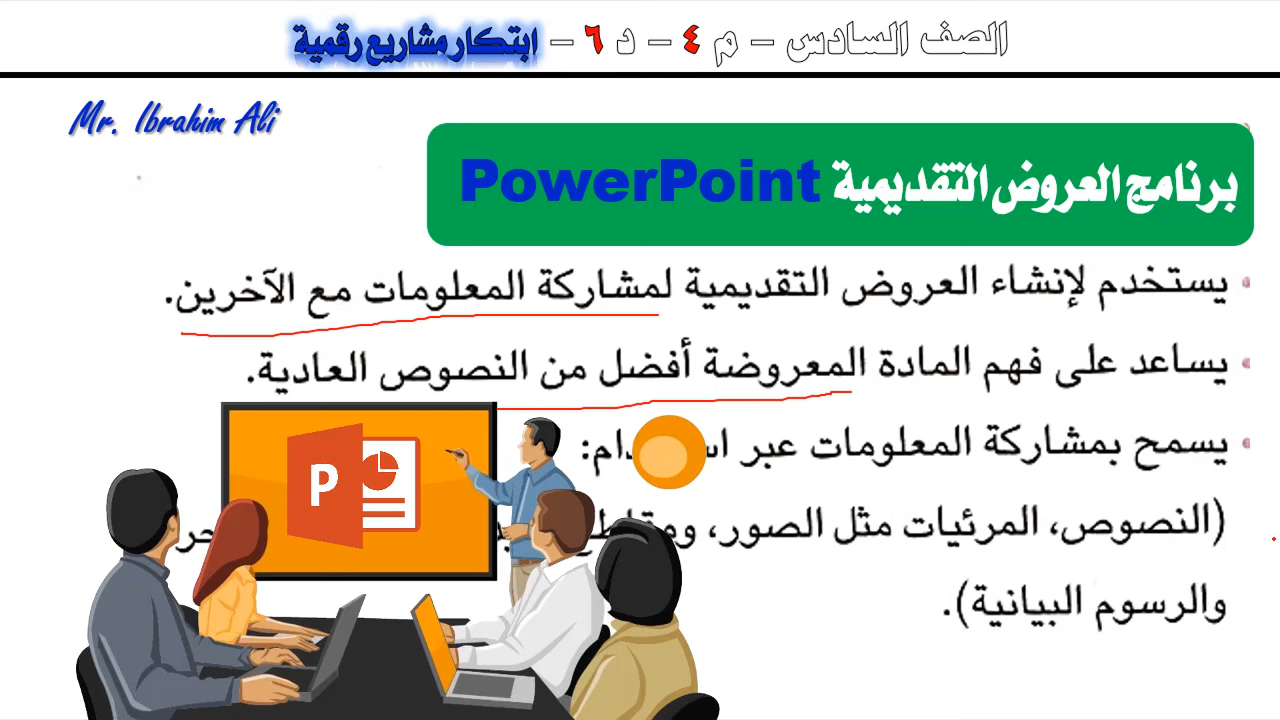 الصف السادس – م ٤ – د ٦ – ابتكار مشاريع رقمية
Mr. Ibrahim Ali
برنامج العروض التقديمية PowerPoint
يستخدم لإنشاء العروض التقديمية لمشاركة المعلومات مع الآخرين.
يساعد على فهم المادة المعروضة أفضل من النصوص العادية.
يسمح بمشاركة المعلومات عبر
(النصوص، المرئيات مثل الصور،
والرسوم البيانية).
P